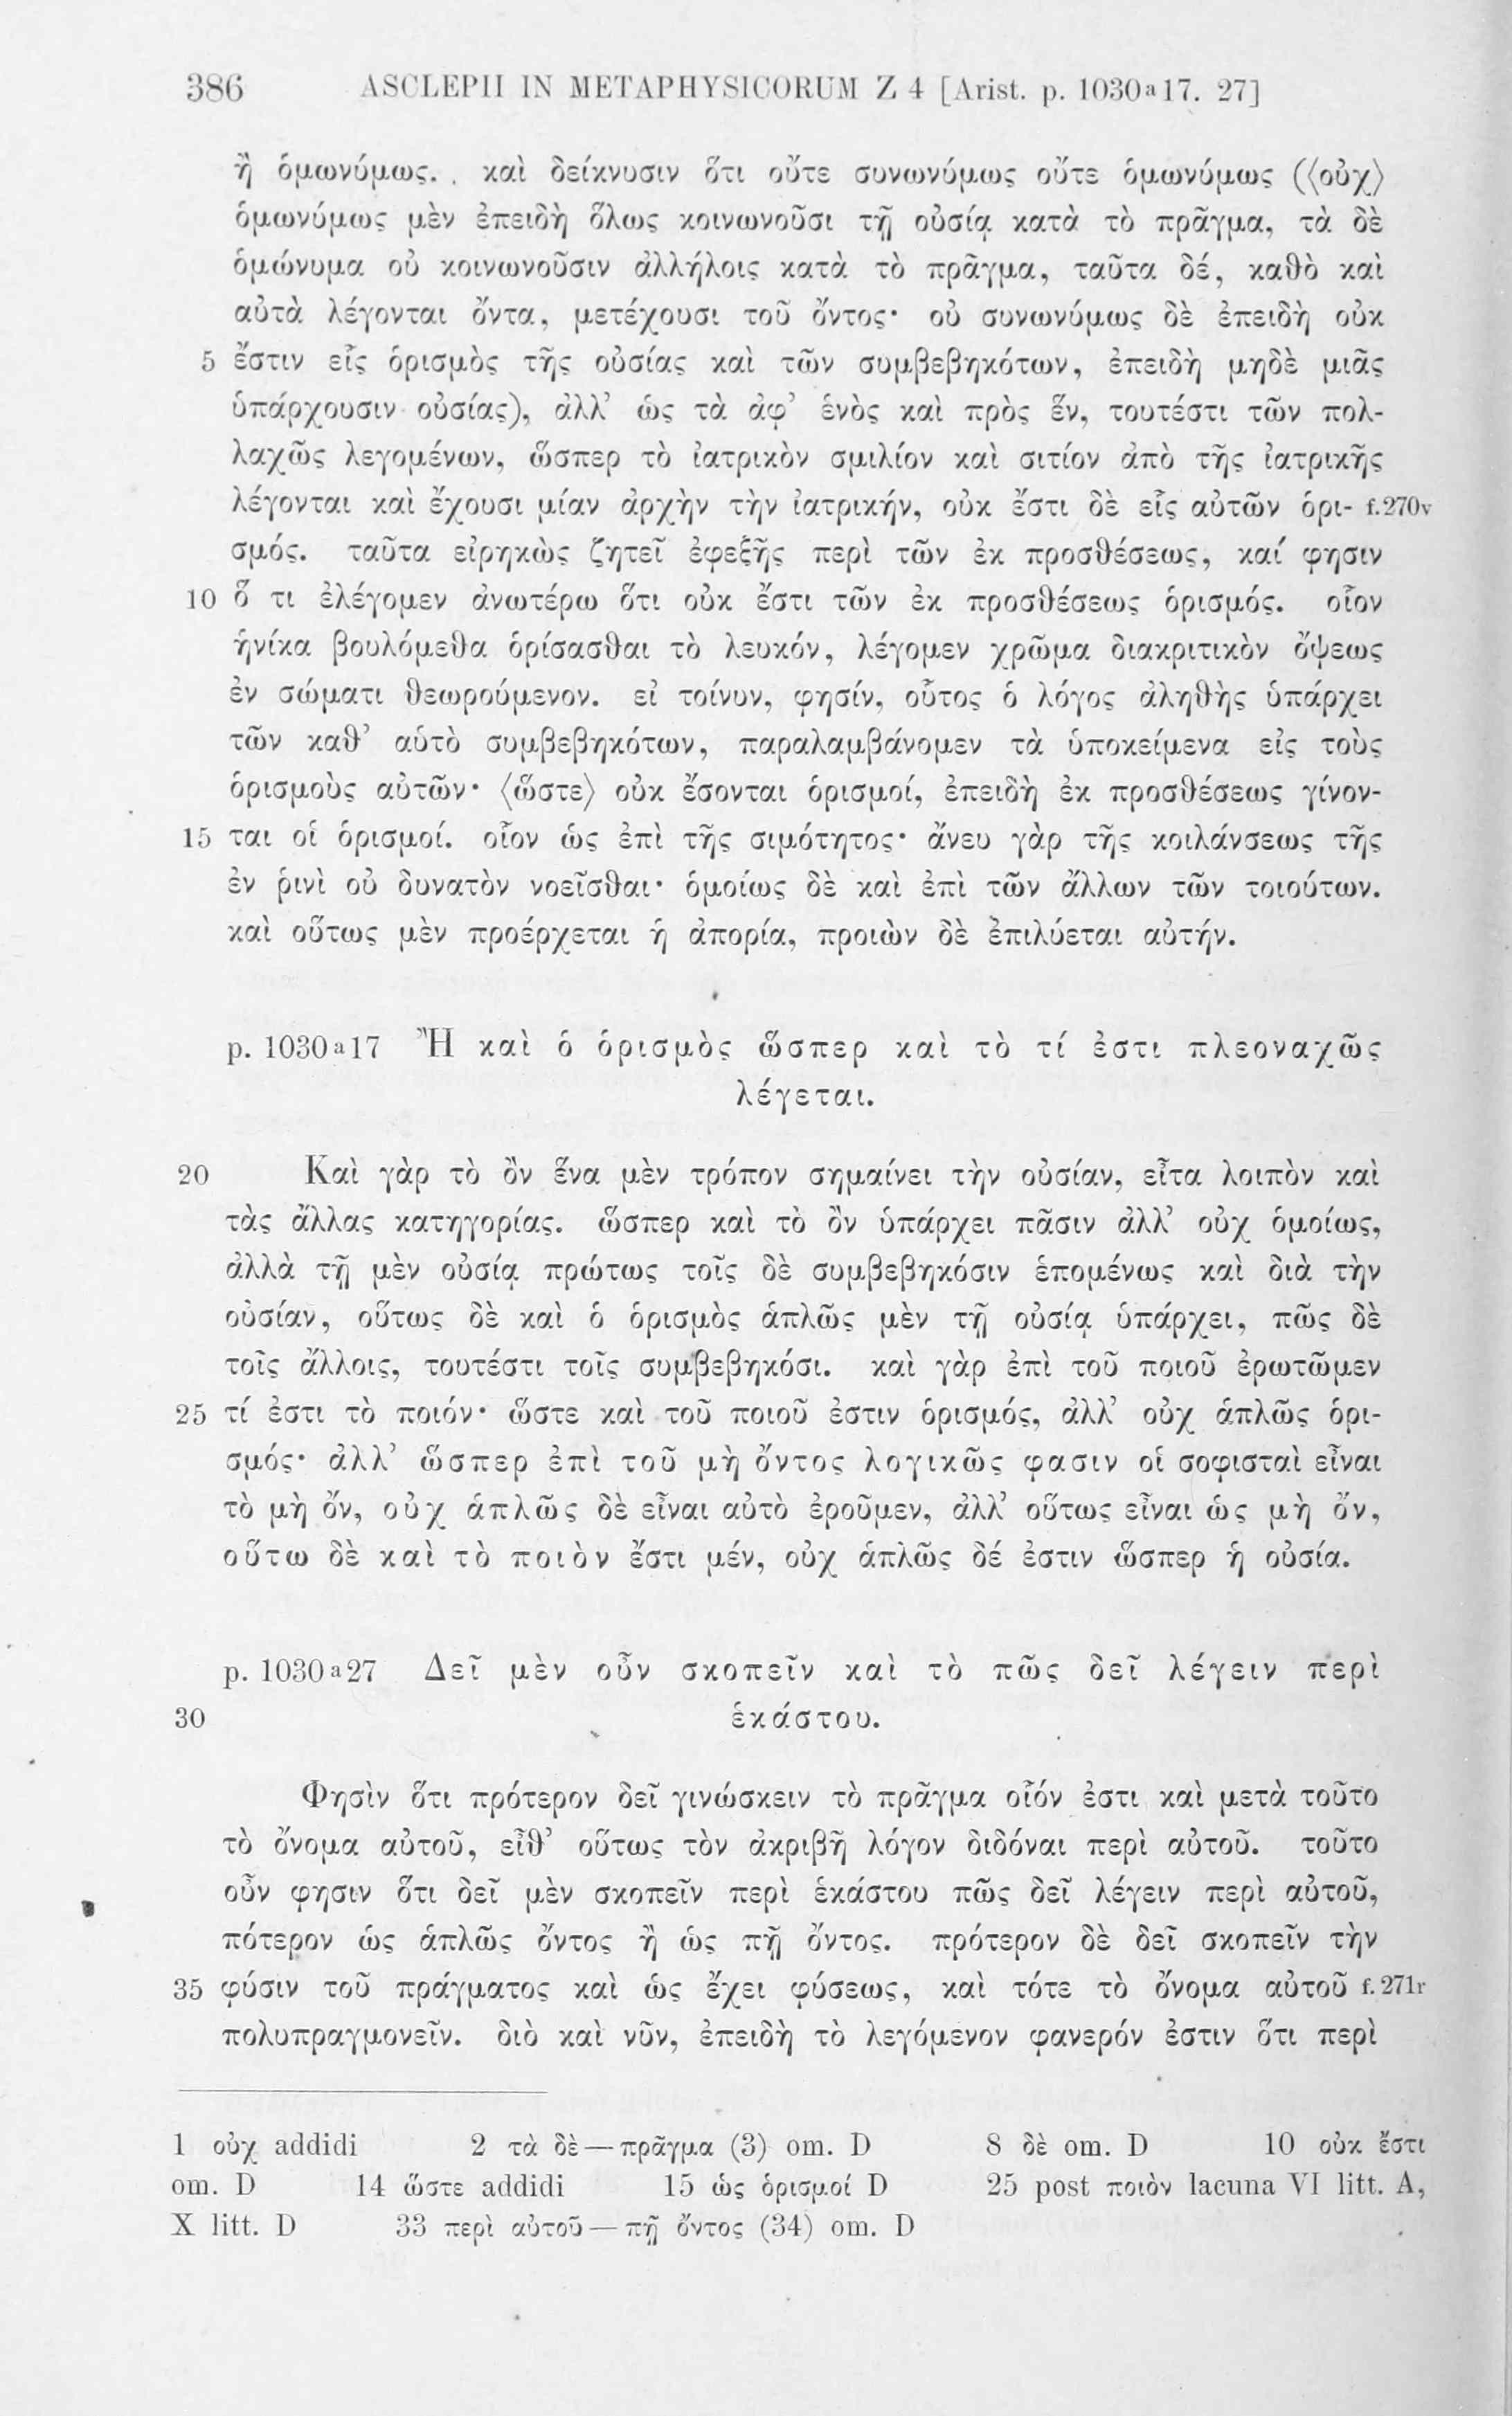 386 ASCLEPII IN METAPHYSICORUM Z 4 [Arist. p. 1030a17. 27]
ἢ ὁμωνύμως. καὶ δείκνυσιν ὅτι οὔτε συνωνύμως οὔτε ὁμωνύμως (⟨οὐχ⟩
ὁμωνύμως μὲν ἐπειδὴ ὅλως κοινωνοῦσι τῇ οὐσίᾳ κατὰ τὸ πρᾶγμα, τὰ δὲ
ὁμώνυμα οὐ κοινωνοῦσιν ἀλλήλοις κατὰ τὸ πρᾶγμα, ταῦτα δέ, καθὸ καὶ
αὐτὰ λέγονται ὄντα, μετέχουσι τοῦ ὄντος· οὐ συνωνύμως δὲ ἐπειδὴ οὐκ
5 ἔστιν εἷς ὁρισμὸς τῆς οὐσίας καὶ τῶν συμβεβηκότων, ἐπειδὴ μηδὲ μιᾶς
ὑπάρχουσιν οὐσίας), ἀλλ’ ὡς τὰ ἀφ’ ἑνὸς καὶ πρὸς ἕν, τουτέστι τῶν πολ-
λαχῶς λεγομένων, ὥσπερ τὸ ἰατρικὸν σμιλίον καὶ σιτίον ἀπὸ τῆς ἰατρικῆς
λέγονται καὶ ἔχουσι μίαν ἀρχὴν τὴν ἰατρικήν, οὐκ ἔστι δὲ εἷς αὐτῶν ὁρι- f.270v
σμός. ταῦτα εἰρηκὼς ζητεῖ ἐφεξῆς περὶ τῶν ἐκ προσθέσεως, καί φησιν
10 ὅ τι ἐλέγομεν ἀνωτέρω ὅτι οὐκ ἔστι τῶν ἐκ προσθέσεως ὁρισμός. οἷον
ἡνίκα βουλόμεθα ὁρίσασθαι τὸ λευκόν, λέγομεν χρῶμα διακριτικὸν ὄψεως
ἐν σώματι θεωρούμενον. εἰ τοίνυν, φησίν, οὗτος ὁ λόγος ἀληθὴς ὑπάρχει
τῶν καθ’ αὑτὸ συμβεβηκότων, παραλαμβάνομεν τὰ ὑποκείμενα εἰς τοὺς
ὁρισμοὺς αὐτῶν· ⟨ὥστε⟩ οὐκ ἔσονται ὁρισμοί, ἐπειδὴ ἐκ προσθέσεως γίνον-
15 ται οἱ ὁρισμοί. οἷον ὡς ἐπὶ τῆς σιμότητος· ἄνευ γὰρ τῆς κοιλάνσεως τῆς
ἐν ῥινὶ οὐ δυνατὸν νοεῖσθαι· ὁμοίως δὲ καὶ ἐπὶ τῶν ἄλλων τῶν τοιούτων.
καὶ οὕτως μὲν προέρχεται ἡ ἀπορία, προιὼν δὲ ἐπιλύεται αὐτήν.
p. 1030a17 Ἢ καὶ ὁ ὁρισμὸς ὥσπερ καὶ τὸ τί ἐστι πλεοναχῶς
λέγεται.
20 Καὶ γὰρ τὸ ὂν ἕνα μὲν τρόπον σημαίνει τὴν οὐσίαν, εἶτα λοιπὸν καὶ
τὰς ἄλλας κατηγορίας. ὥσπερ καὶ τὸ ὂν ὑπάρχει πᾶσιν ἀλλ’ οὐχ ὁμοίως,
ἀλλὰ τῇ μὲν οὐσίᾳ πρώτως τοῖς δὲ συμβεβηκόσιν ἑπομένως καὶ διὰ τὴν
οὐσίαν, οὕτως δὲ καὶ ὁ ὁρισμὸς ἁπλῶς μὲν τῇ οὐσίᾳ ὑπάρχει, πῶς δὲ
τοῖς ἄλλοις, τουτέστι τοῖς συμβεβηκόσι. καὶ γὰρ ἐπὶ τοῦ ποιοῦ ἐρωτῶμεν
25 τί ἐστι τὸ ποιόν· ὥστε καὶ τοῦ ποιοῦ ἐστιν ὁρισμός, ἀλλ’ οὐχ ἁπλῶς ὁρι-
σμός· ἀλλ’ ὥσπερ ἐπὶ τοῦ μὴ ὄντος λογικῶς φασιν οἱ σοφισταὶ εἶναι
τὸ μὴ ὄν, οὐχ ἁπλῶς δὲ εἶναι αὐτὸ ἐροῦμεν, ἀλλ’ οὕτως εἶναι ὡς μὴ ὄν,
οὕτω δὲ καὶ τὸ ποιὸν ἔστι μέν, οὐχ ἁπλῶς δέ ἐστιν ὥσπερ ἡ οὐσία.
p. 1030a27 Δεῖ μὲν οὖν σκοπεῖν καὶ τὸ πῶς δεῖ λέγειν περὶ
30 ἑκάστου.
Φησὶν ὅτι πρότερον δεῖ γινώσκειν τὸ πρᾶγμα οἷόν ἐστι καὶ μετὰ τοῦτο
τὸ ὄνομα αὐτοῦ, εἶθ’ οὕτως τὸν ἀκριβῆ λόγον διδόναι περὶ αὐτοῦ. τοῦτο
οὖν φησιν ὅτι δεῖ μὲν σκοπεῖν περὶ ἑκάστου πῶς δεῖ λέγειν περὶ αὐτοῦ,
πότερον ὡς ἁπλῶς ὄντος ἢ ὡς πῇ ὄντος. πρότερον δὲ δεῖ σκοπεῖν τὴν
35 φύσιν τοῦ πράγματος καὶ ὡς ἔχει φύσεως, καὶ τότε τὸ ὄνομα αὐτοῦ f.271r
πολυπραγμονεῖν. διὸ καὶ νῦν, ἐπειδὴ τὸ λεγόμενον φανερόν ἐστιν ὅτι περὶ
1 οὐχ addidi 2 τὰ δὲ — πρᾶγμα (3) om. D 8 δὲ om. D 10 οὐκ ἔστι
om. D 14 ὥστε addidi 15 ὡς ὁρισμοί D 25 post ποιὸν lacuna VI litt. A,
X litt. D 33 περὶ αὐτοῦ — πῇ ὄντος (34) om. D